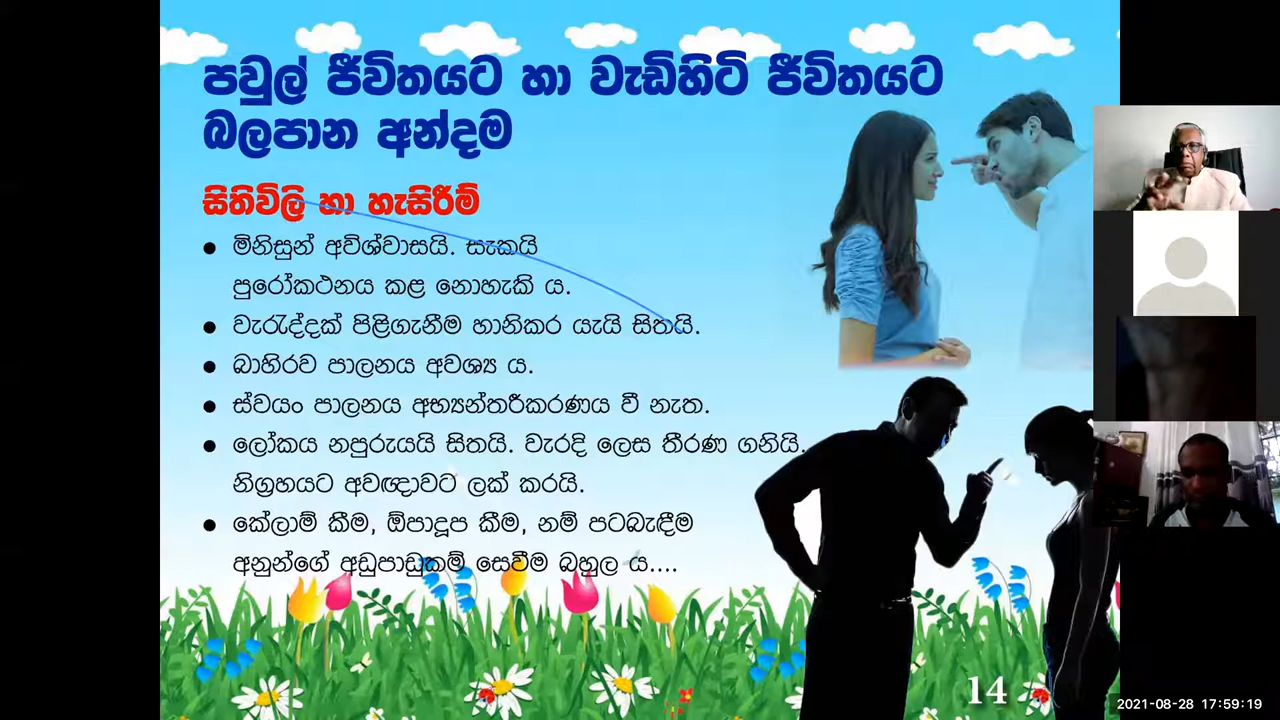 පවුල් ජීවිතයට හා වැඩිහිටි ජීවිතයට
බලපාන අන්දම
සිතිවිලි හා හැසිරීම්
● මිනිසුන් අවිශ්වාසයි. සැකයි
පුරෝකථනය කළ නොහැකි ය.
● වැරැද්දක් පිළිගැනීම හානිකර යැයි සිතයි.
● බාහිරව පාලනය අවශ්‍ය ය.
● ස්වයං පාලනය අභ්‍යන්තරීකරණය වී නැත.
● ලෝකය නපුරුයයි සිතයි. වැරදි ලෙස තීරණ ගනියි.
නිග්‍රහයට අවඥාවට ලක් කරයි.
● කේලාම් කීම, ඕපාදූප කීම, නම් පටබැඳීම
අනුන්ගේ අඩුපාඩුකම් සෙවීම බහුල ය....
14
2021-08-28 17:59:19